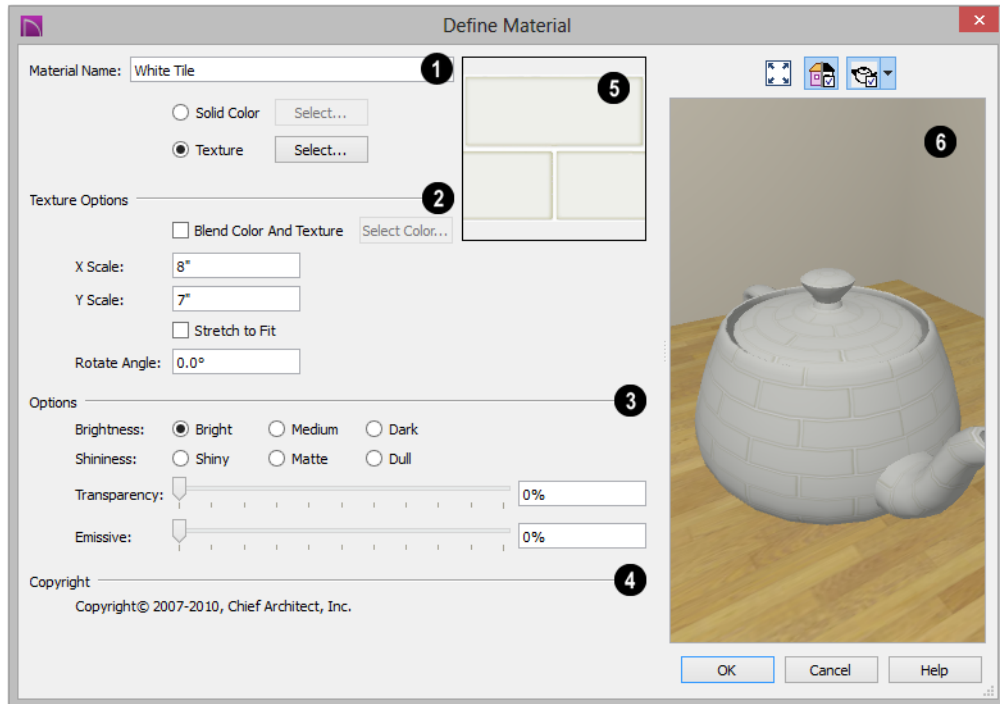 Define Material
Material Name: White Tile 1
Solid Color Select...
Texture Select...
5
6
Texture Options 2
Blend Color And Texture Select Color...
X Scale: 8"
Y Scale: 7"
Stretch to Fit
Rotate Angle: 0.0°
Options 3
Brightness: Bright Medium Dark
Shininess: Shiny Matte Dull
Transparency: 0%
Emissive: 0%
Copyright 4
Copyright© 2007-2010, Chief Architect, Inc.
OK Cancel Help